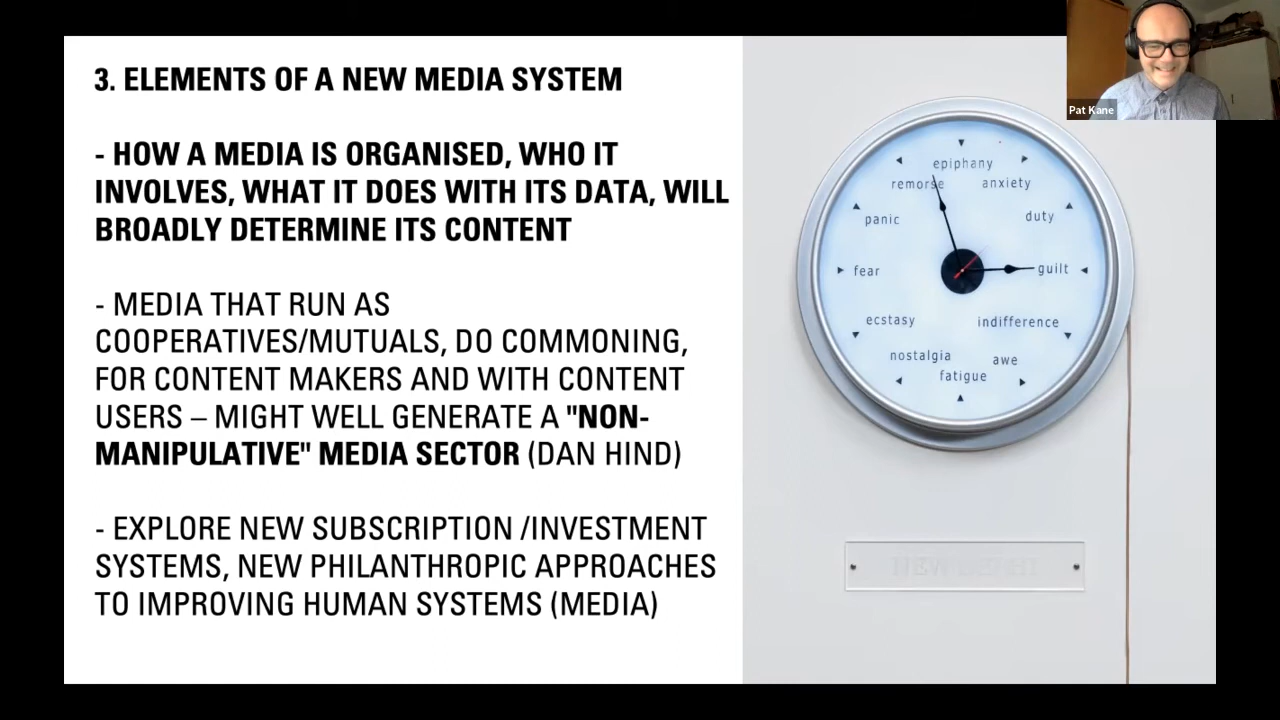 3. ELEMENTS OF A NEW MEDIA SYSTEM
- HOW A MEDIA IS ORGANISED, WHO IT
INVOLVES, WHAT IT DOES WITH ITS DATA, WILL
BROADLY DETERMINE ITS CONTENT
- MEDIA THAT RUN AS
COOPERATIVES/MUTUALS, DO COMMONING,
FOR CONTENT MAKERS AND WITH CONTENT
USERS – MIGHT WELL GENERATE A "NON-
MANIPULATIVE" MEDIA SECTOR (DAN HIND)
- EXPLORE NEW SUBSCRIPTION /INVESTMENT
SYSTEMS, NEW PHILANTHROPIC APPROACHES
TO IMPROVING HUMAN SYSTEMS (MEDIA)
Pat Kane
epiphany
remorse
anxiety
panic
duty
fear
guilt
ecstasy
indifference
nostalgia
awe
fatigue